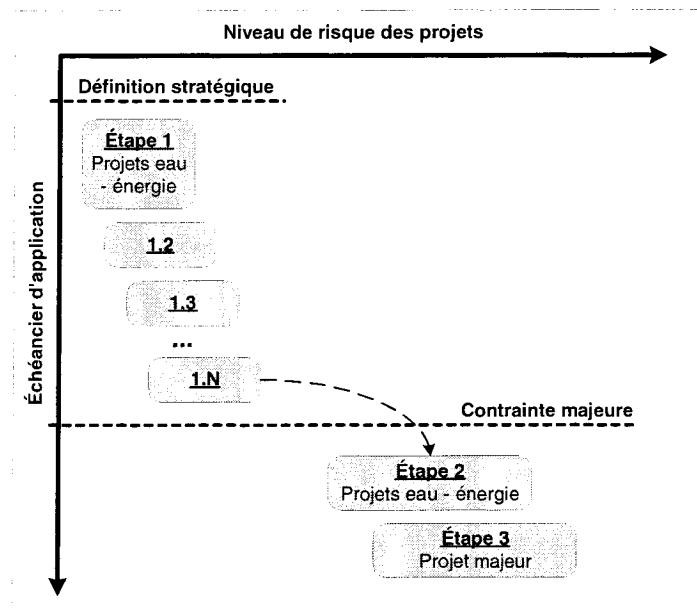 Niveau de risque des projets
Définition stratégique
Étape 1
Projets eau
- énergie
Échéancier d'application
1.2
1.3
...
1.N
Contrainte majeure
Étape 2
Projets eau - énergie
Étape 3
Projet majeur